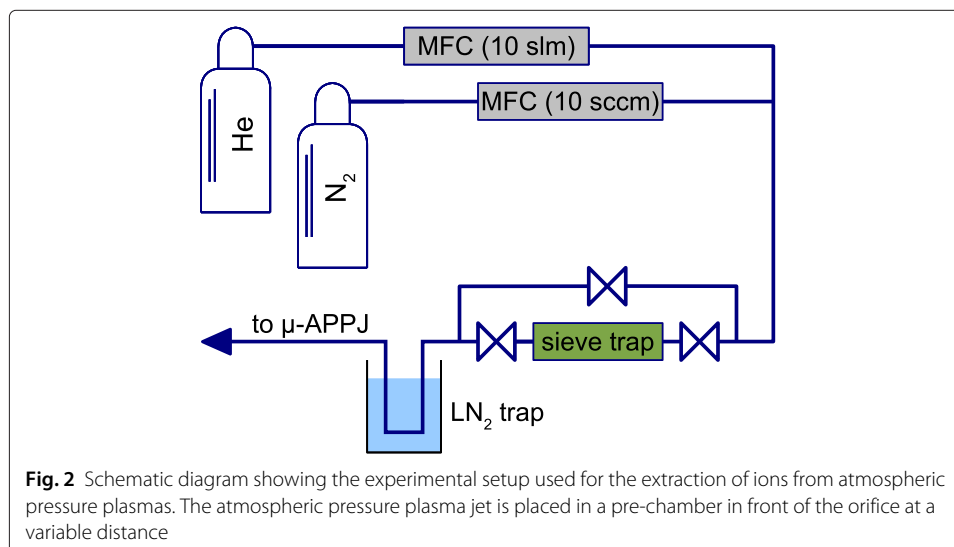 MFC (10 slm)
MFC (10 sccm)
He
N₂
to μ-APPJ
sieve trap
LN₂ trap
Fig. 2 Schematic diagram showing the experimental setup used for the extraction of ions from atmospheric
pressure plasmas. The atmospheric pressure plasma jet is placed in a pre-chamber in front of the orifice at a
variable distance